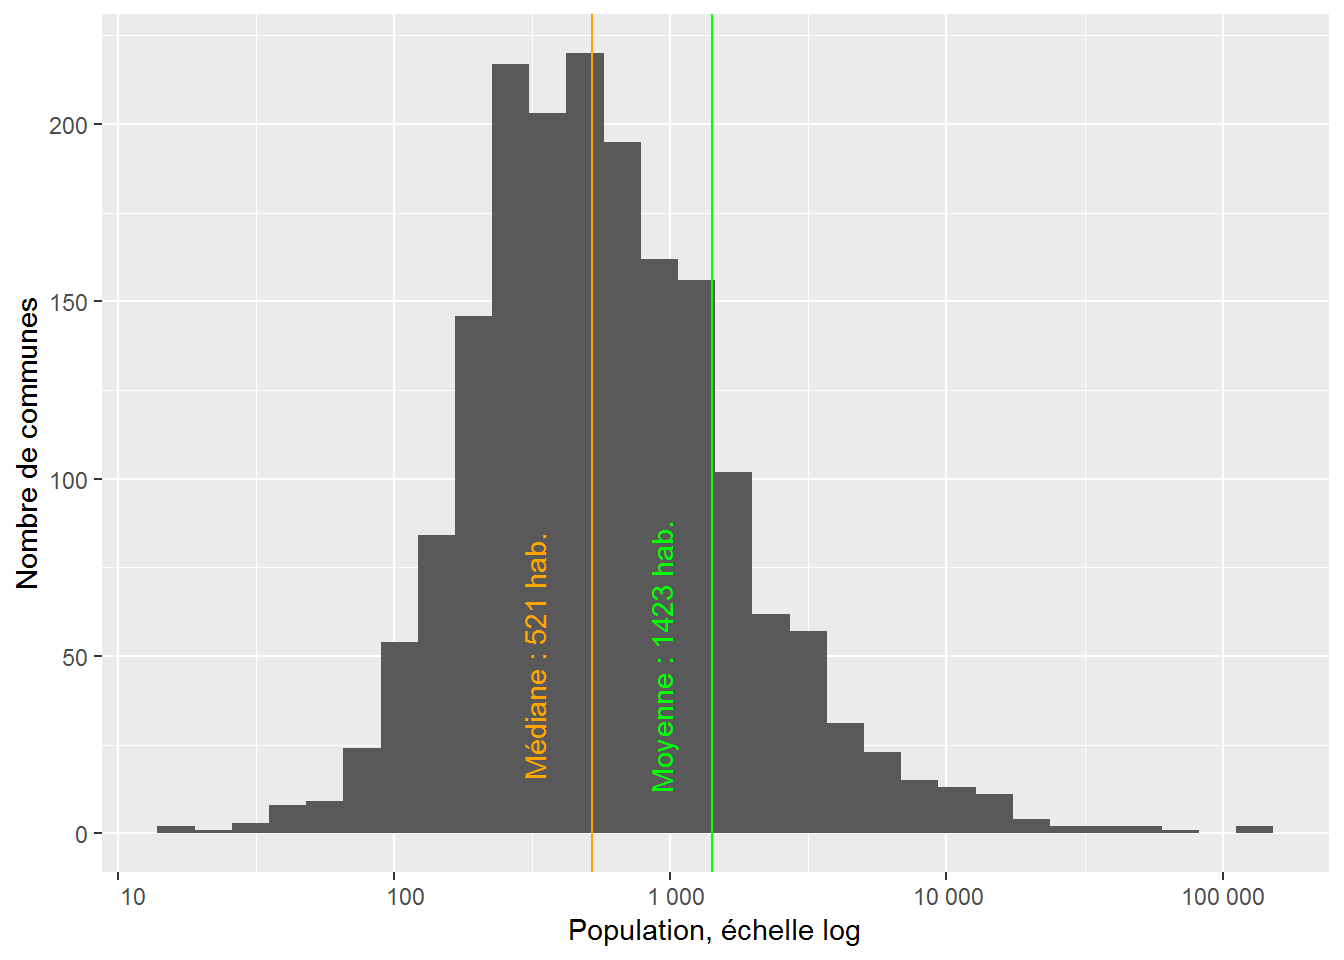 Nombre de communes
200
150
100
50
0
Médiane : 521 hab.
Moyenne : 1423 hab.
10 100 1 000 10 000 100 000
Population, échelle log